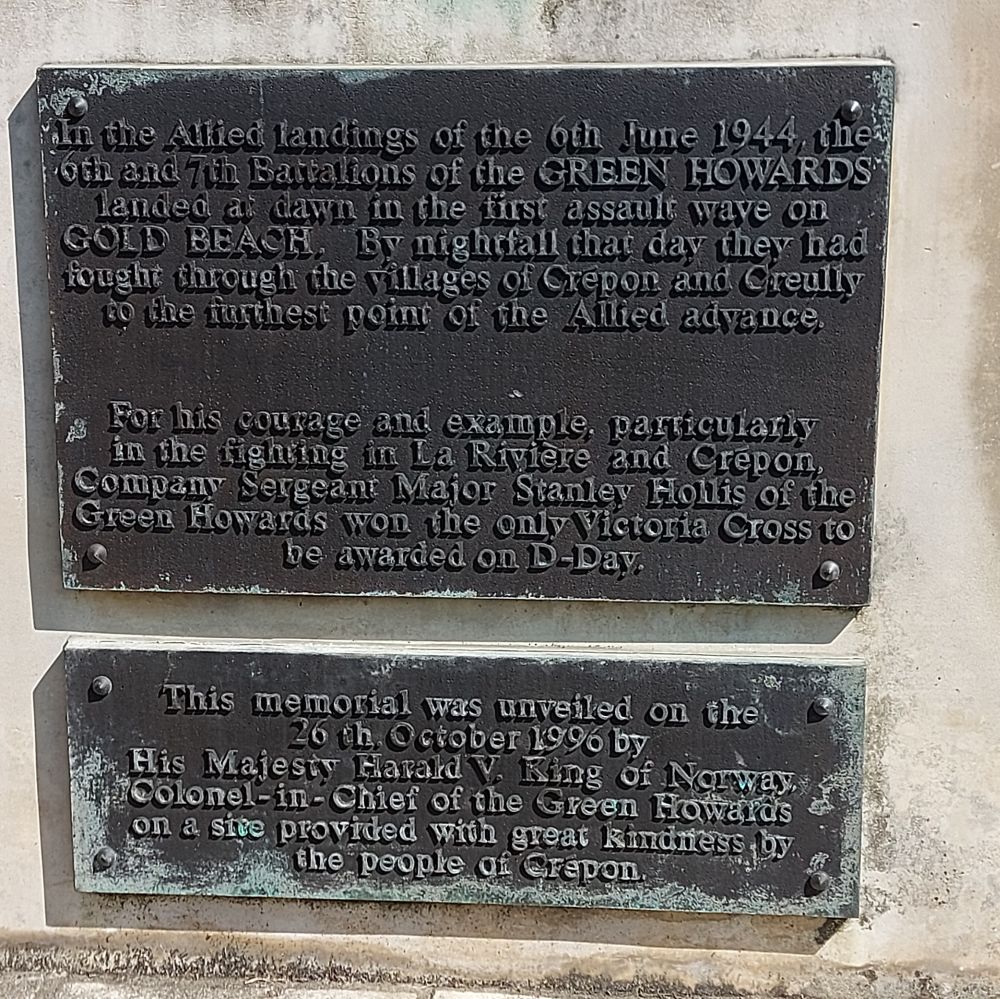 In the Allied landings of the 6th June 1944, the
6th and 7th Battalions of the GREEN HOWARDS
landed at dawn in the first assault wave on
GOLD BEACH. By nightfall that day they had
fought through the villages of Crépon and Creully
to the furthest point of the Allied advance.
For his courage and example, particularly
in the fighting in La Rivière and Crépon,
Company Sergeant Major Stanley Hollis of the
Green Howards won the only Victoria Cross to
be awarded on D-Day.
This memorial was unveiled on the
26th October 1996 by
His Majesty Harald V, King of Norway,
Colonel-in-Chief of the Green Howards
on a site provided with great kindness by
the people of Crépon.